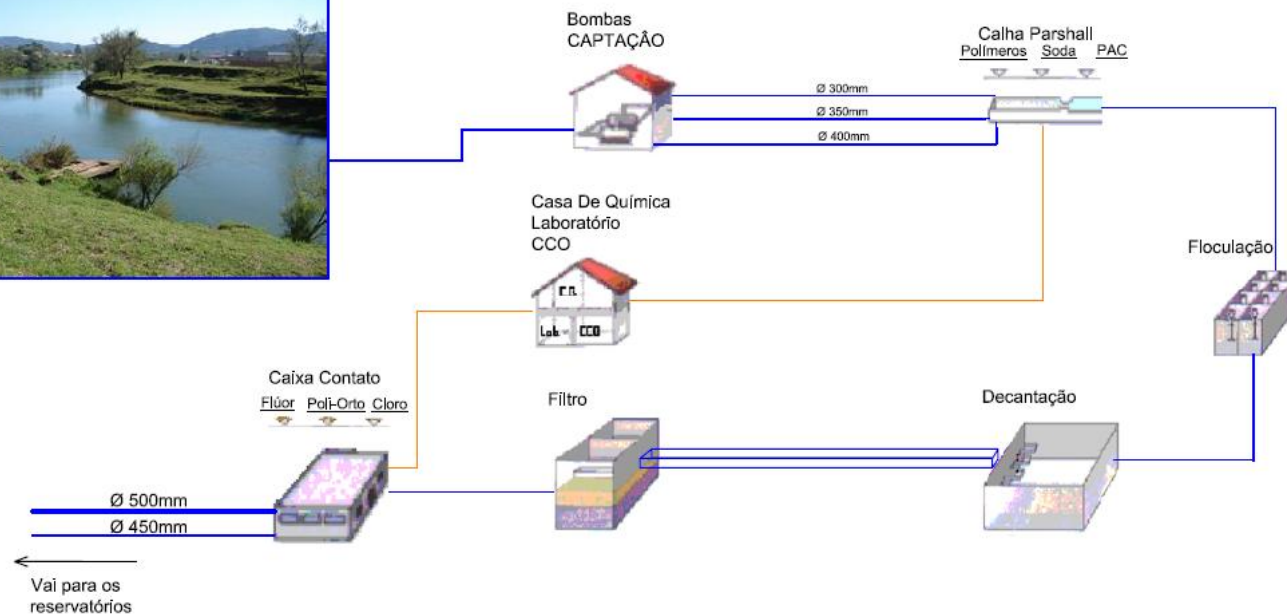 Bombas
CAPTAÇÂO
Calha Parshall
Polímeros Soda PAC
Ø 300mm
Ø 350mm
Ø 400mm
Casa De Química
Laboratório
CCO
Floculação
C.Q.
Lab. CCO
Caixa Contato
Flúor Poli-Orto Cloro
Filtro
Decantação
Ø 500mm
Ø 450mm
Vai para os
reservatórios